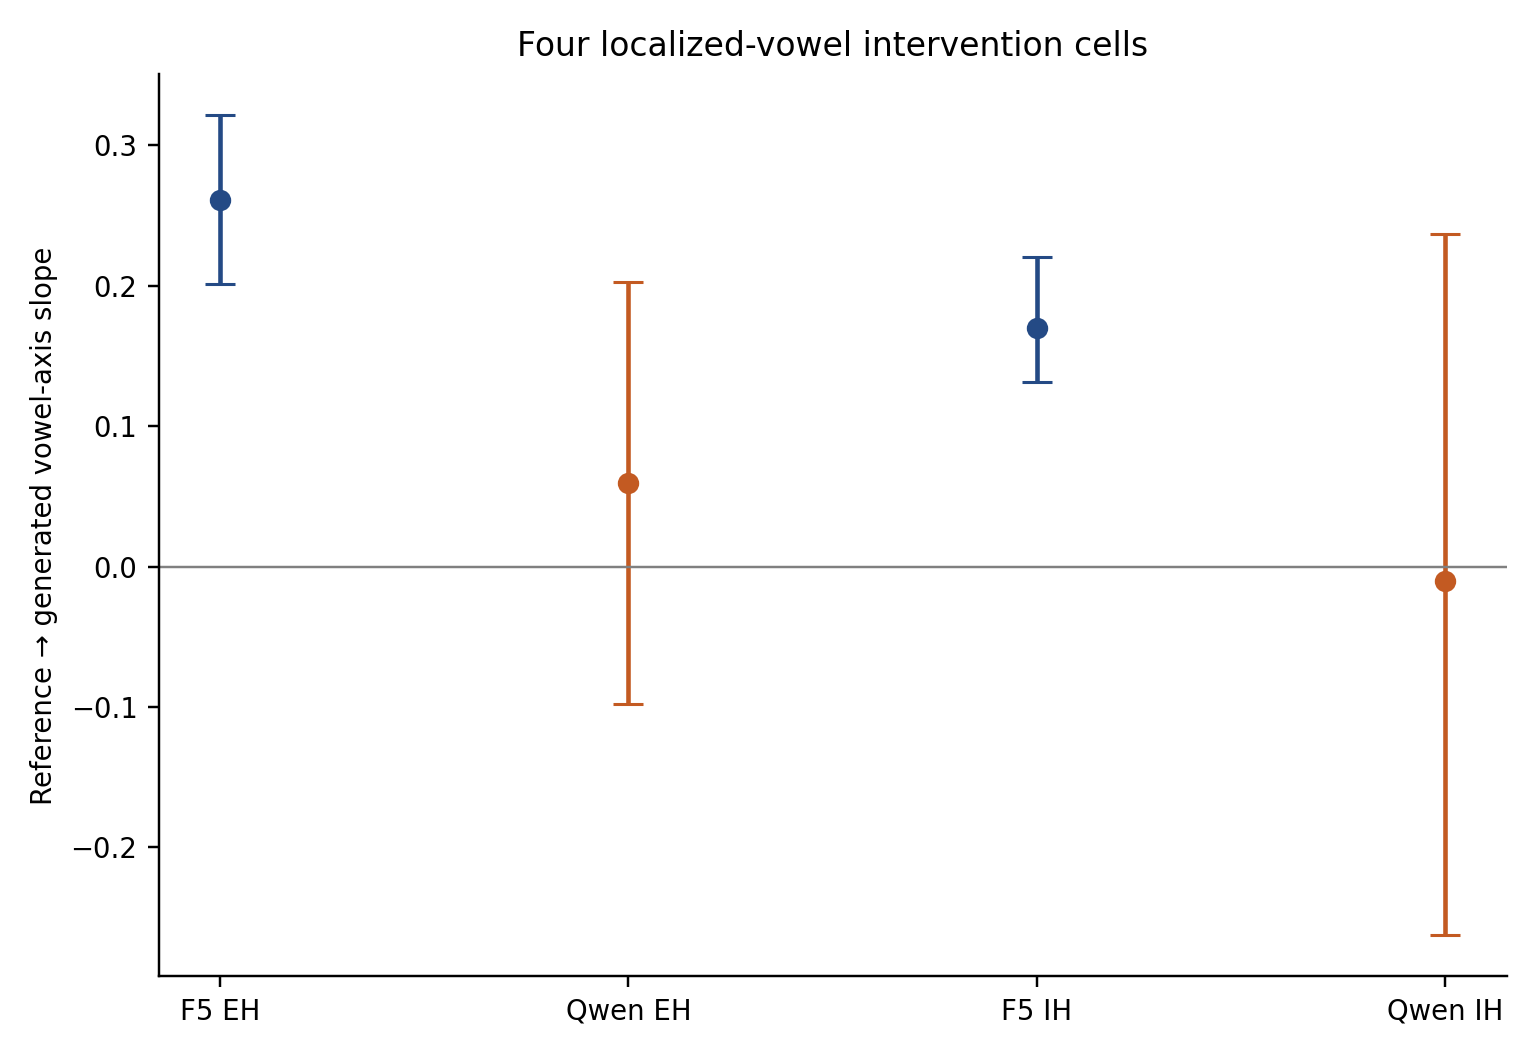 Four localized-vowel intervention cells
Reference → generated vowel-axis slope
0.3
0.2
0.1
0.0
−0.1
−0.2
F5 EH
Qwen EH
F5 IH
Qwen IH